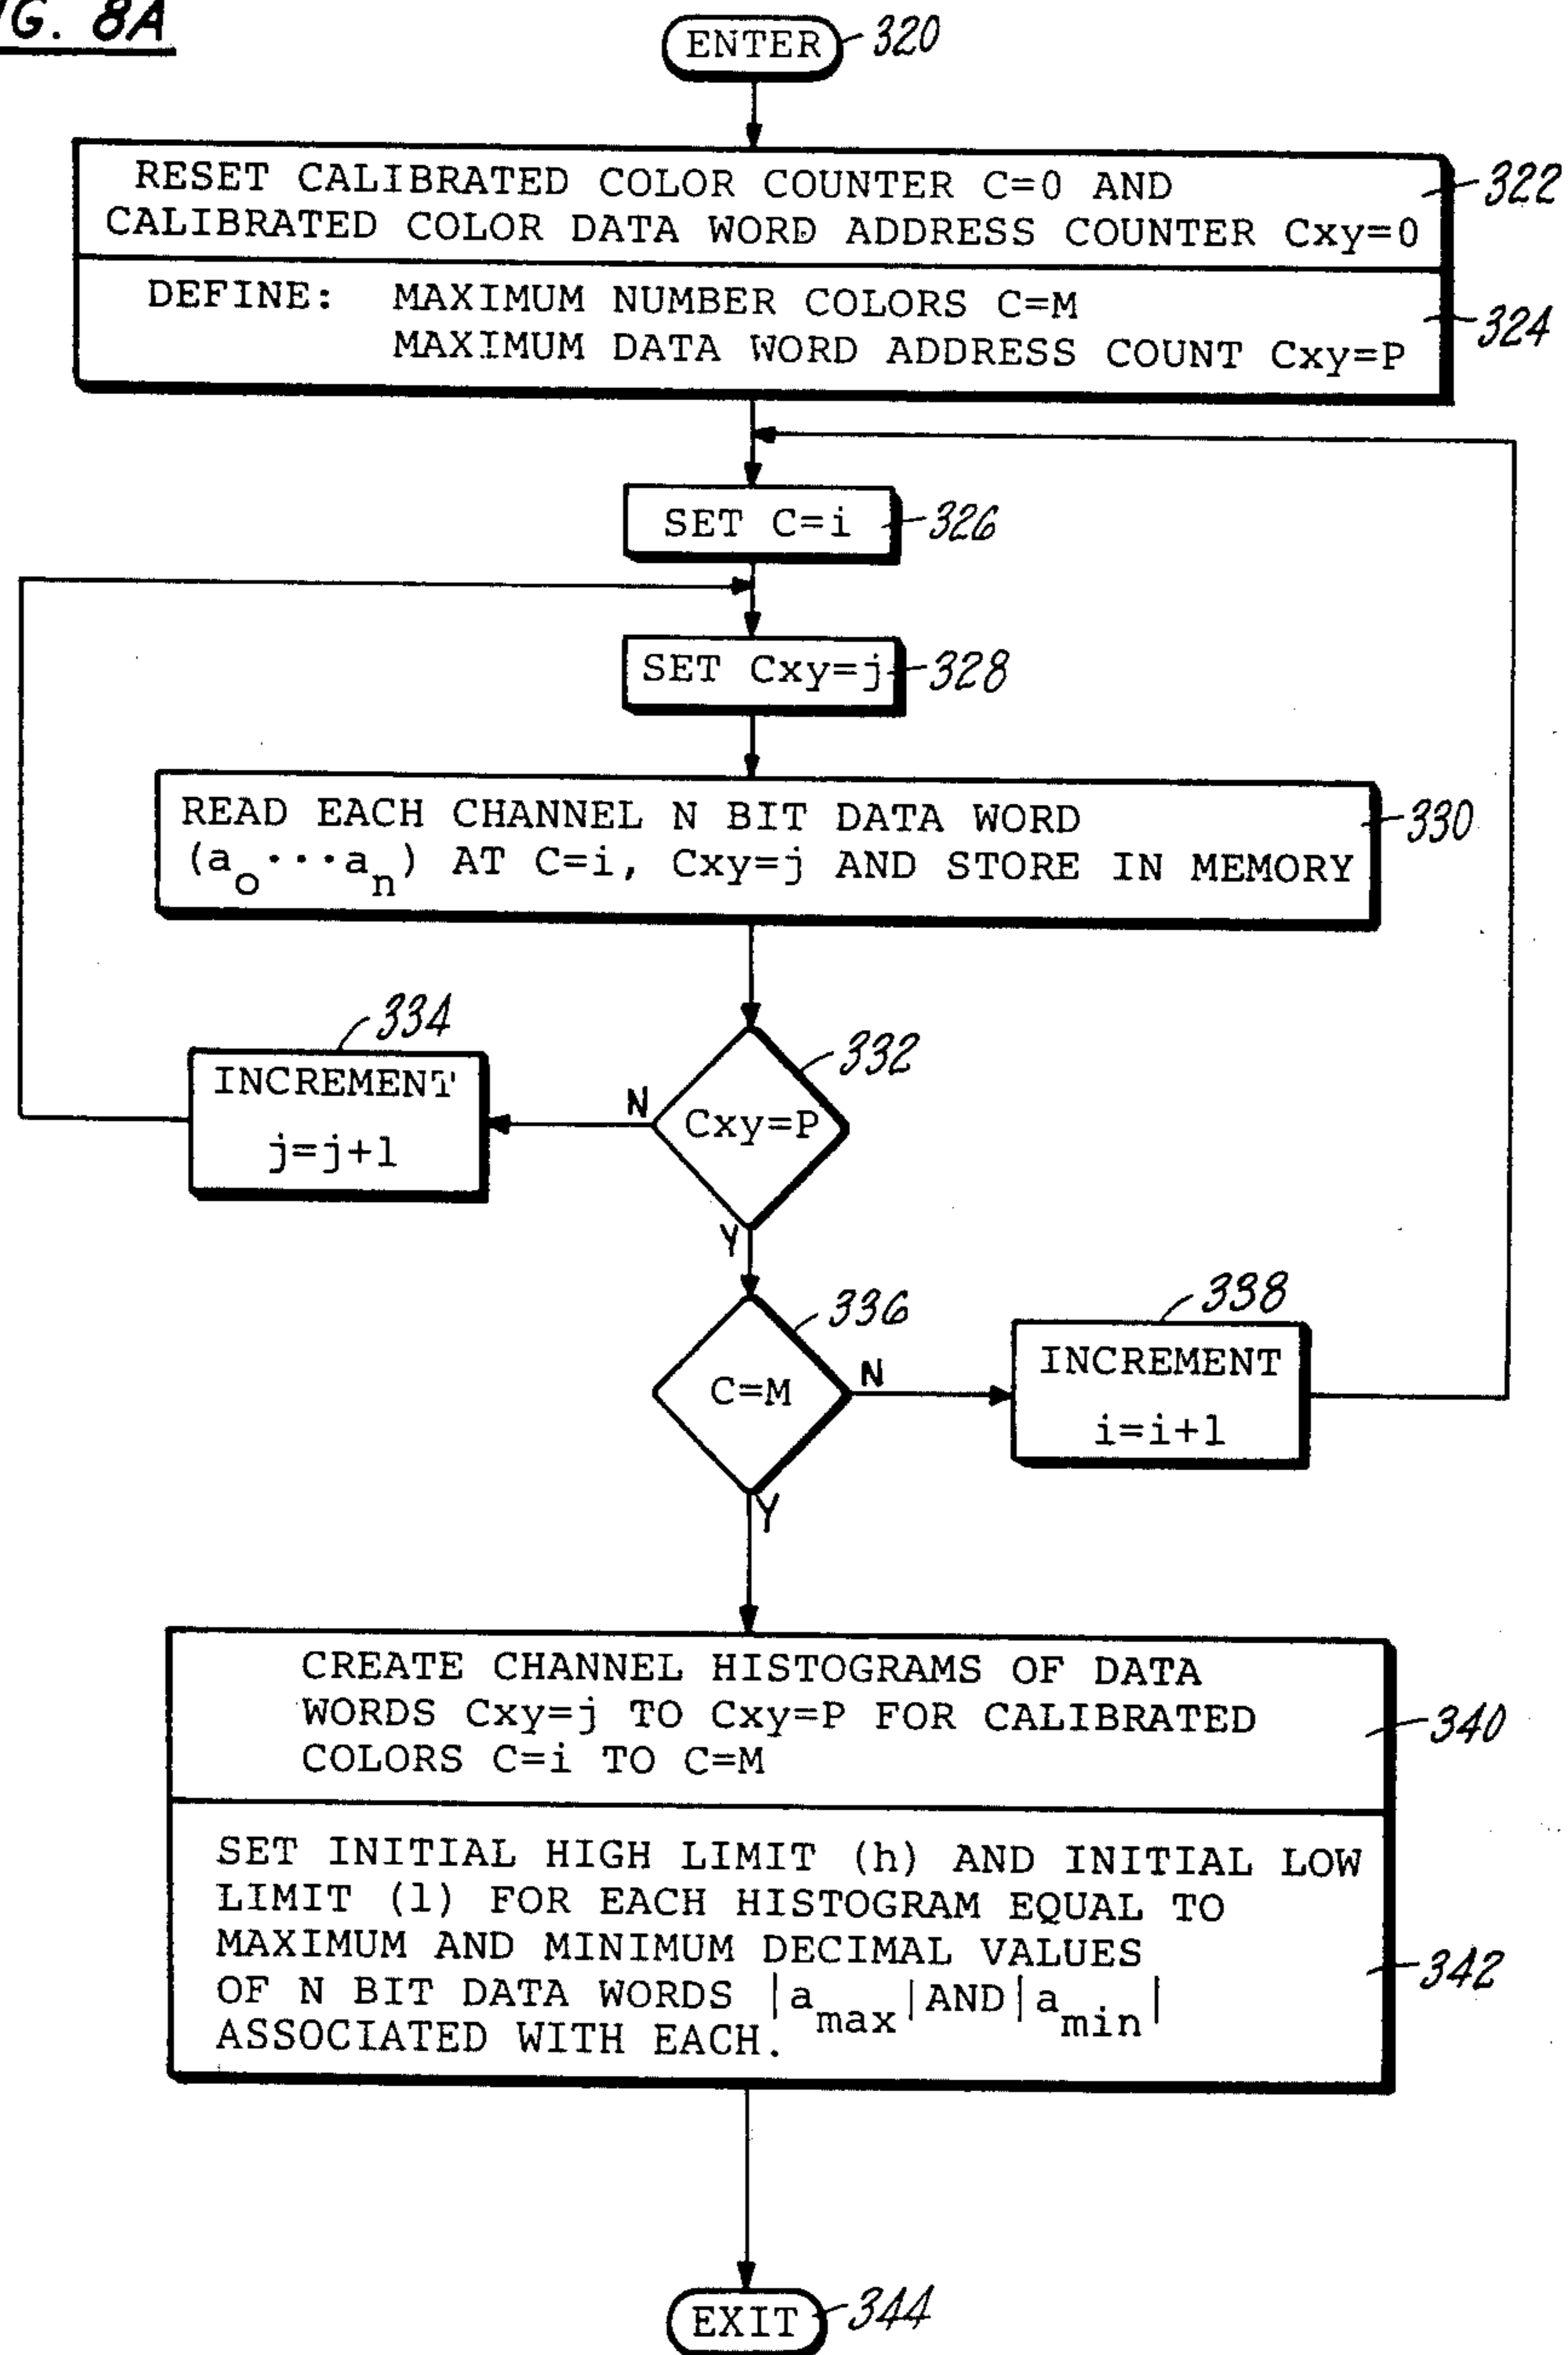 FIG. 8A
ENTER 320
RESET CALIBRATED COLOR COUNTER C=0 AND
CALIBRATED COLOR DATA WORD ADDRESS COUNTER Cxy=0
322
DEFINE: MAXIMUM NUMBER COLORS C=M
MAXIMUM DATA WORD ADDRESS COUNT Cxy=P
324
SET C=i 326
SET Cxy=j 328
READ EACH CHANNEL N BIT DATA WORD
(a_o...a_n) AT C=i, Cxy=j AND STORE IN MEMORY
330
334
INCREMENT
j=j+1
332
N
Cxy=P
Y
336
C=M
N
338
INCREMENT
i=i+1
Y
CREATE CHANNEL HISTOGRAMS OF DATA
WORDS Cxy=j TO Cxy=P FOR CALIBRATED
COLORS C=i TO C=M
340
SET INITIAL HIGH LIMIT (h) AND INITIAL LOW
LIMIT (l) FOR EACH HISTOGRAM EQUAL TO
MAXIMUM AND MINIMUM DECIMAL VALUES
OF N BIT DATA WORDS |a_max| AND |a_min|
ASSOCIATED WITH EACH.
342
EXIT 344